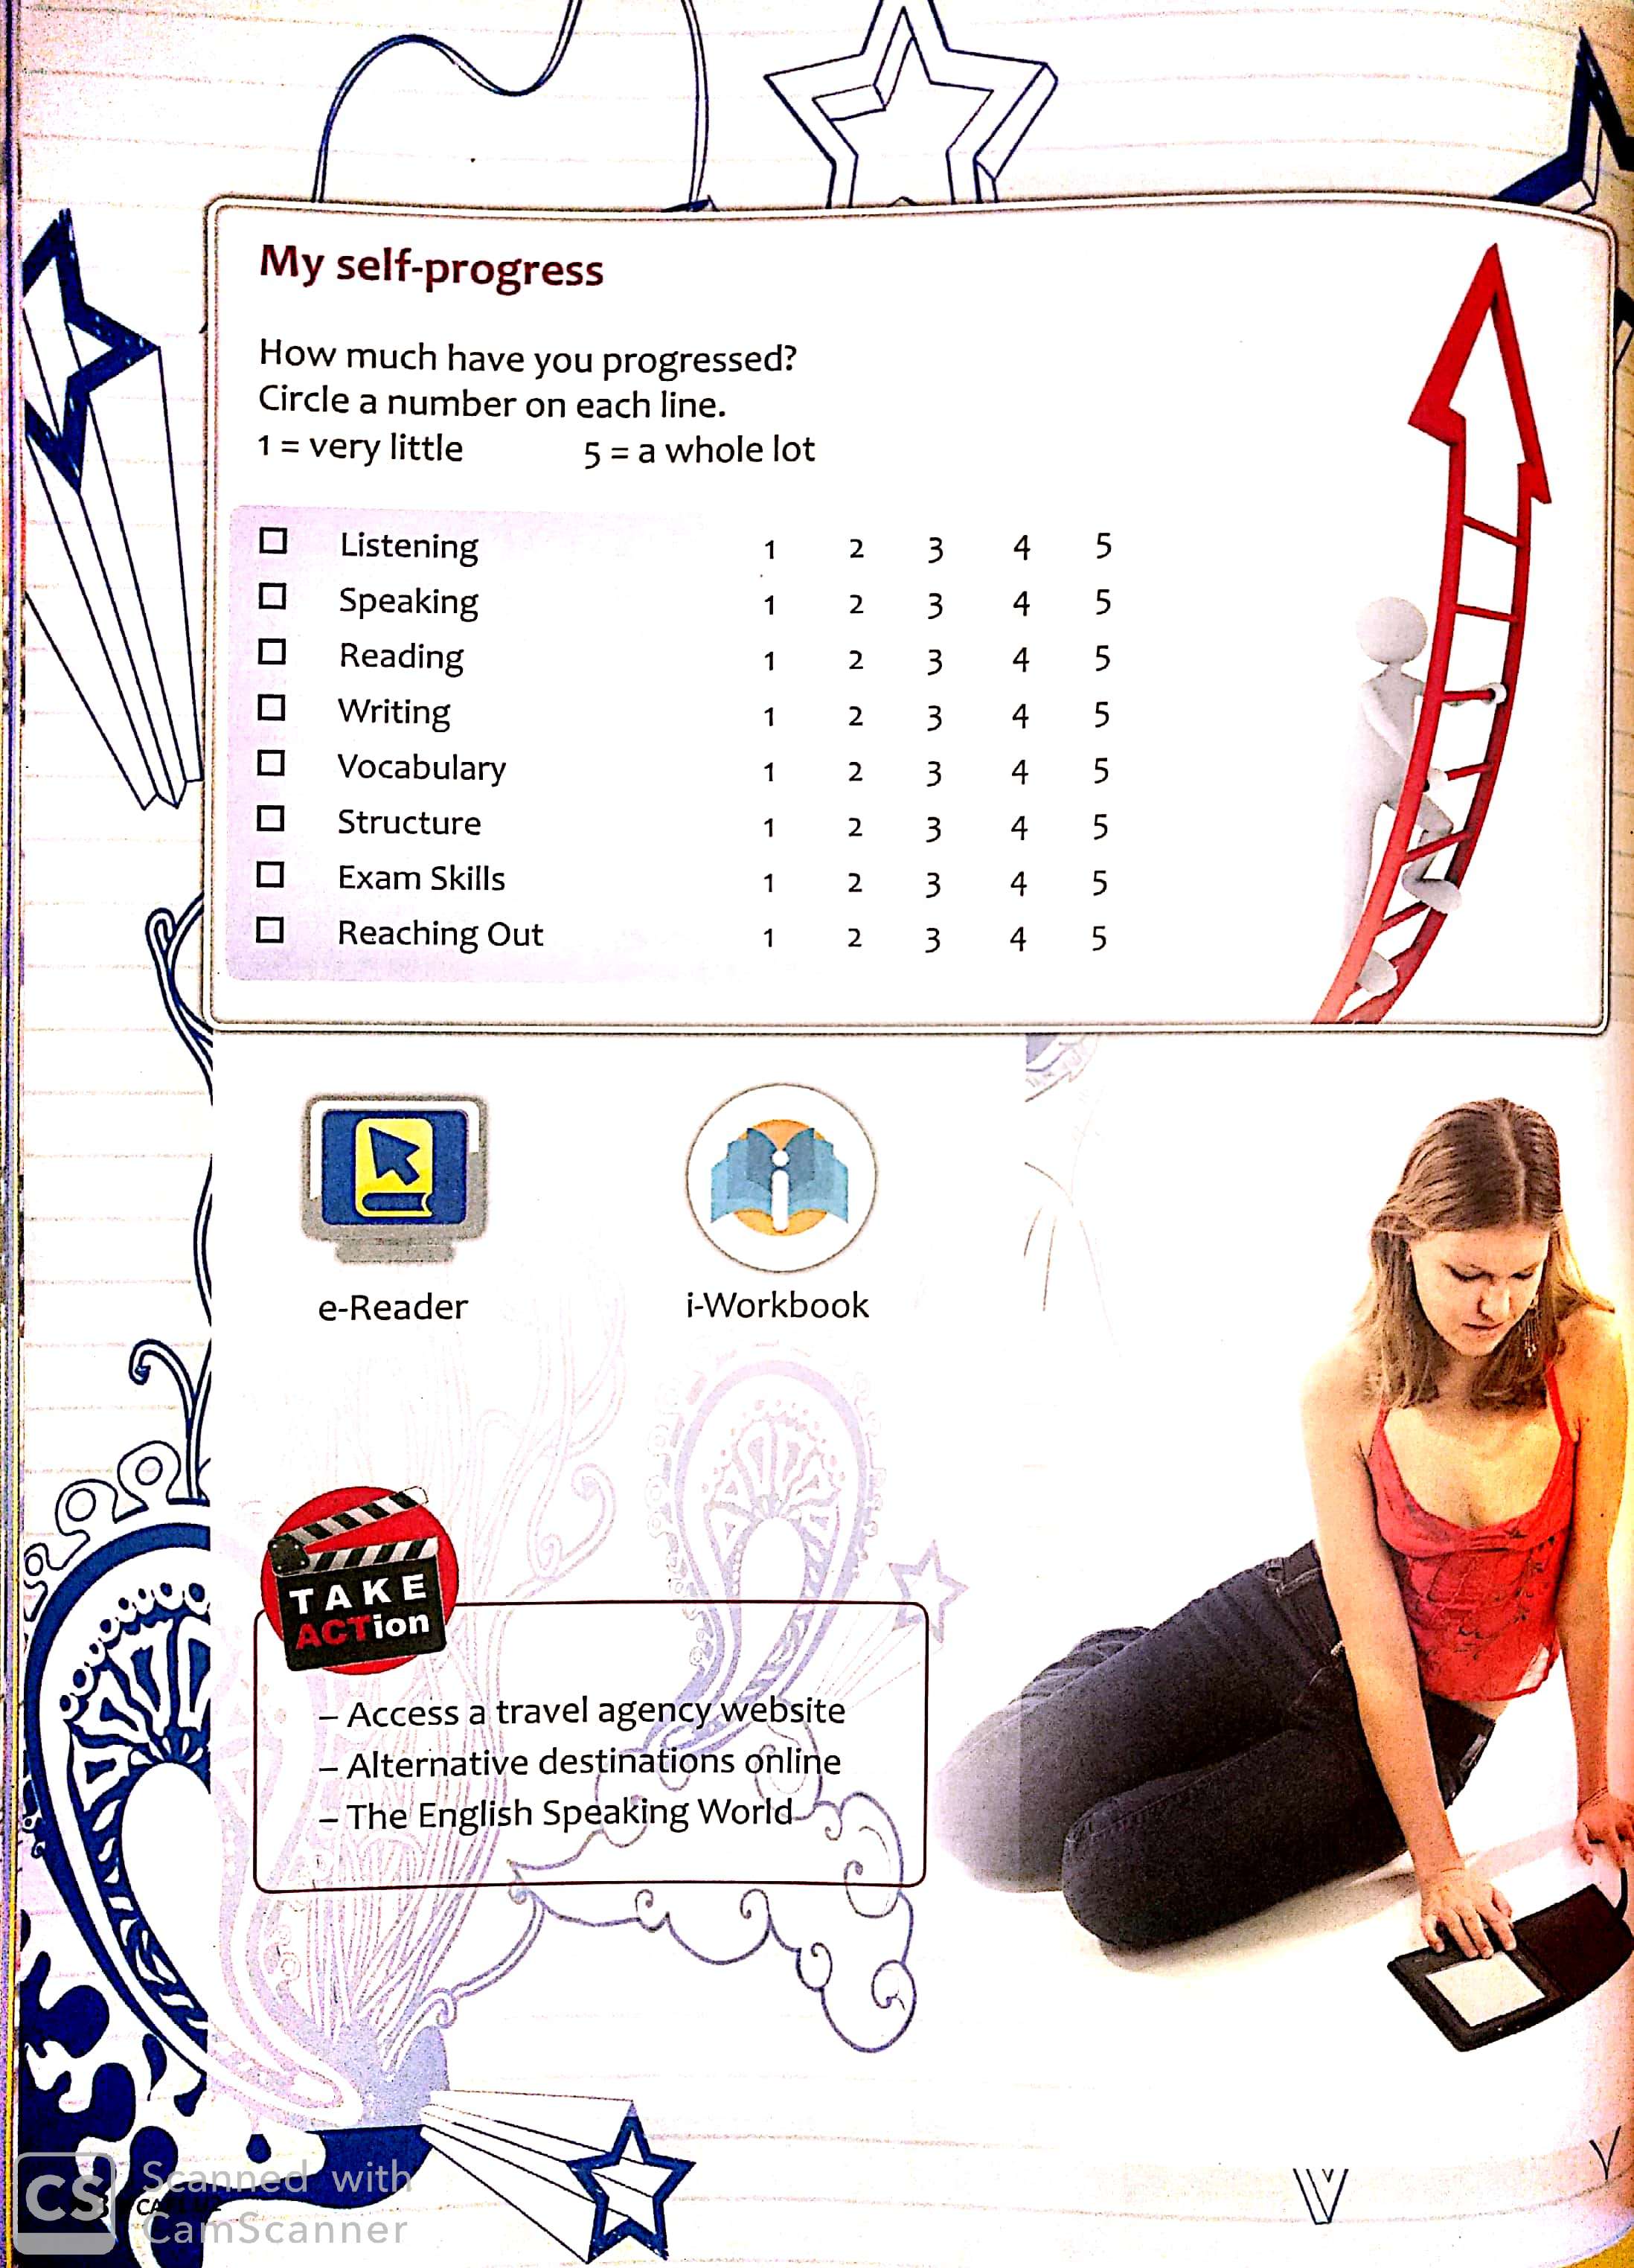 My self-progress
How much have you progressed?
Circle a number on each line.
1 = very little 5 = a whole lot
Listening 1 2 3 4 5
Speaking 1 2 3 4 5
Reading 1 2 3 4 5
Writing 1 2 3 4 5
Vocabulary 1 2 3 4 5
Structure 1 2 3 4 5
Exam Skills 1 2 3 4 5
Reaching Out 1 2 3 4 5
e-Reader i-Workbook
TAKE
ACTion
– Access a travel agency website
– Alternative destinations online
– The English Speaking World
CS Scanned with
CamScanner